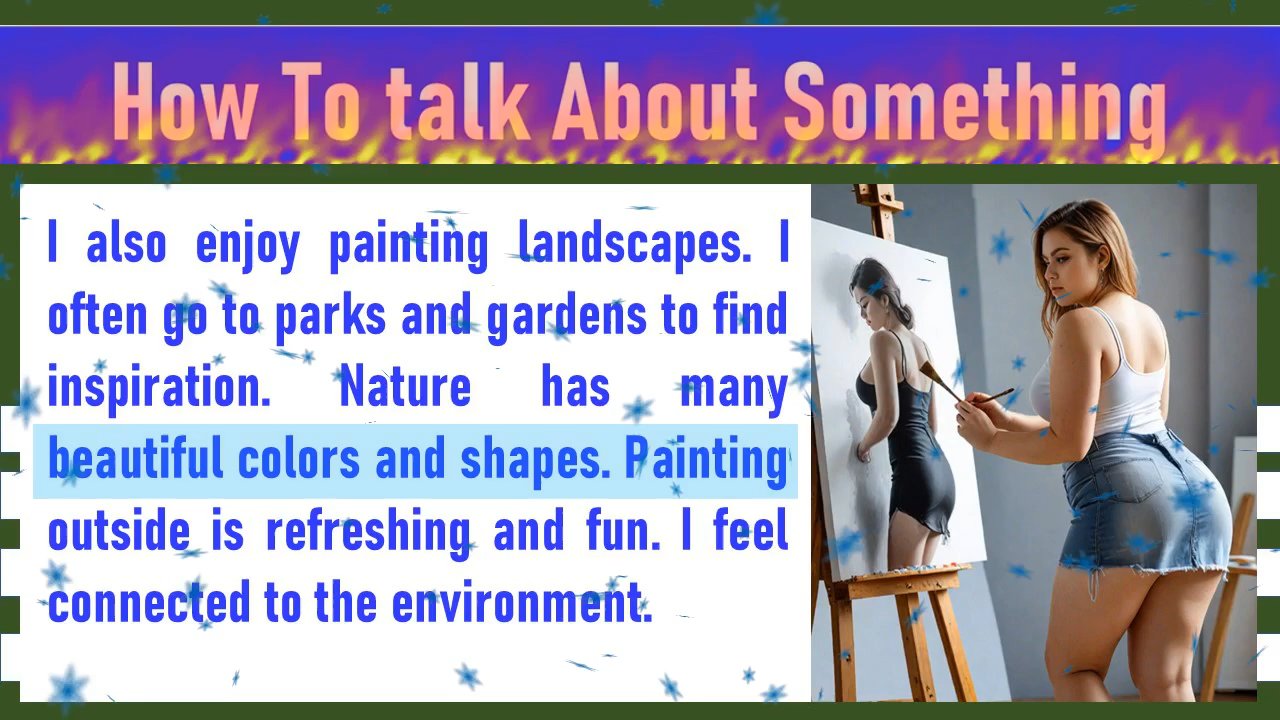 How To talk About Something
I also enjoy painting landscapes. I
often go to parks and gardens to find
inspiration. Nature has many
beautiful colors and shapes. Painting
outside is refreshing and fun. I feel
connected to the environment.